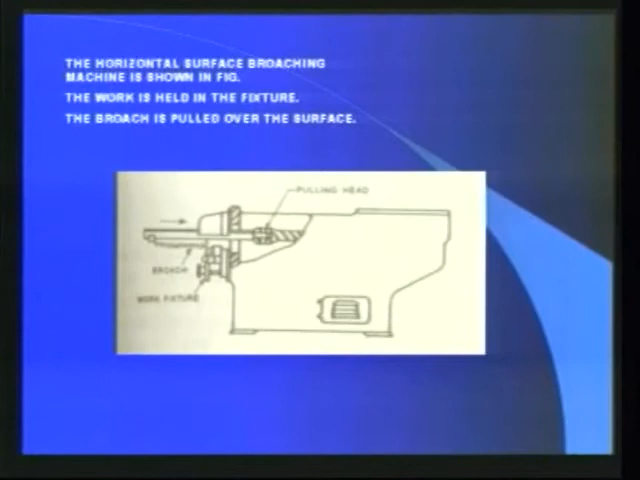 THE HORIZONTAL SURFACE BROACHING
MACHINE IS SHOWN IN FIG.
THE WORK IS HELD IN THE FIXTURE.
THE BROACH IS PULLED OVER THE SURFACE.
PULLING HEAD
BROACH
WORK FIXTURE